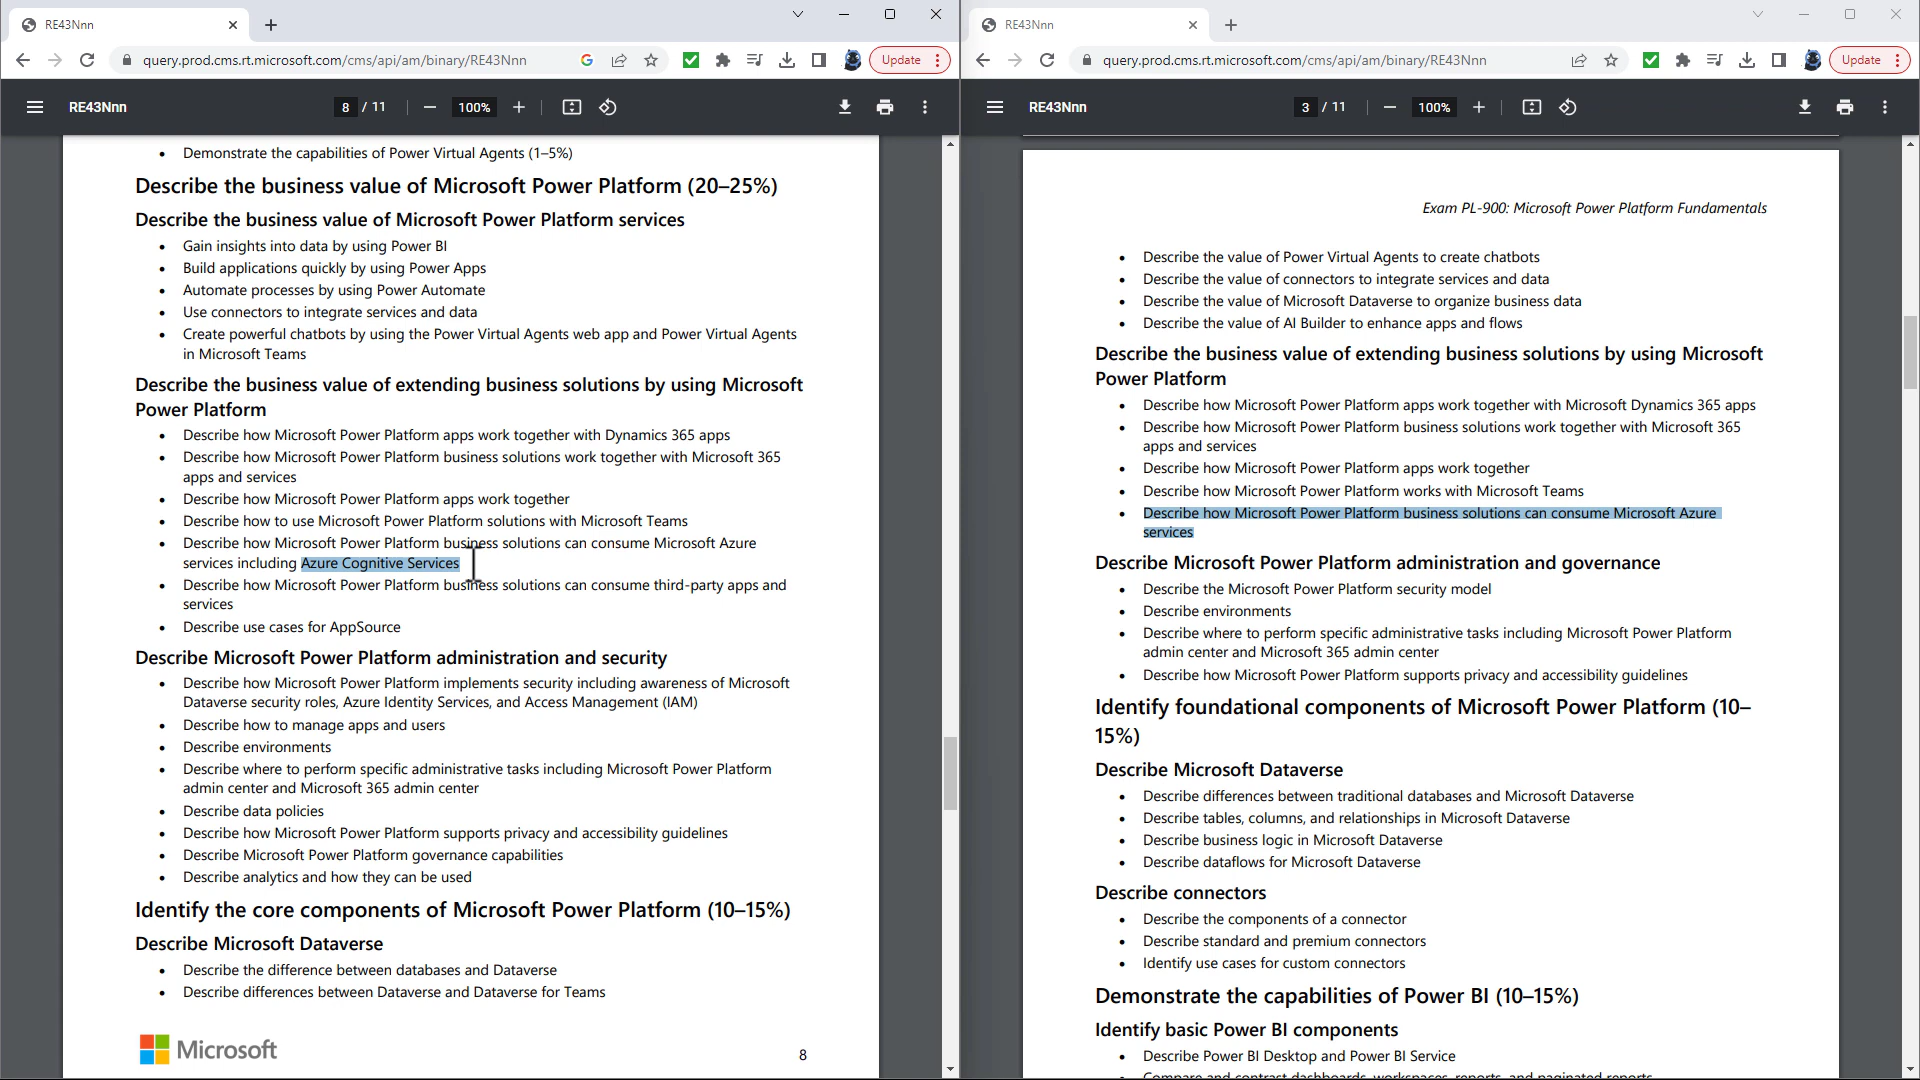 RE43Nnn
query.prod.cms.rt.microsoft.com/cms/api/am/binary/RE43Nnn
Update
RE43Nnn
8 / 11
100%
Demonstrate the capabilities of Power Virtual Agents (1–5%)
Describe the business value of Microsoft Power Platform (20–25%)
Describe the business value of Microsoft Power Platform services
Gain insights into data by using Power BI
Build applications quickly by using Power Apps
Automate processes by using Power Automate
Use connectors to integrate services and data
Create powerful chatbots by using the Power Virtual Agents web app and Power Virtual Agents
in Microsoft Teams
Describe the business value of extending business solutions by using Microsoft
Power Platform
Describe how Microsoft Power Platform apps work together with Dynamics 365 apps
Describe how Microsoft Power Platform business solutions work together with Microsoft 365
apps and services
Describe how Microsoft Power Platform apps work together
Describe how to use Microsoft Power Platform solutions with Microsoft Teams
Describe how Microsoft Power Platform business solutions can consume Microsoft Azure
services including Azure Cognitive Services
Describe how Microsoft Power Platform business solutions can consume third-party apps and
services
Describe use cases for AppSource
Describe Microsoft Power Platform administration and security
Describe how Microsoft Power Platform implements security including awareness of Microsoft
Dataverse security roles, Azure Identity Services, and Access Management (IAM)
Describe how to manage apps and users
Describe environments
Describe where to perform specific administrative tasks including Microsoft Power Platform
admin center and Microsoft 365 admin center
Describe data policies
Describe how Microsoft Power Platform supports privacy and accessibility guidelines
Describe Microsoft Power Platform governance capabilities
Describe analytics and how they can be used
Identify the core components of Microsoft Power Platform (10–15%)
Describe Microsoft Dataverse
Describe the difference between databases and Dataverse
Describe differences between Dataverse and Dataverse for Teams
Microsoft
8
RE43Nnn
query.prod.cms.rt.microsoft.com/cms/api/am/binary/RE43Nnn
Update
RE43Nnn
3 / 11
100%
Exam PL-900: Microsoft Power Platform Fundamentals
Describe the value of Power Virtual Agents to create chatbots
Describe the value of connectors to integrate services and data
Describe the value of Microsoft Dataverse to organize business data
Describe the value of AI Builder to enhance apps and flows
Describe the business value of extending business solutions by using Microsoft
Power Platform
Describe how Microsoft Power Platform apps work together with Microsoft Dynamics 365 apps
Describe how Microsoft Power Platform business solutions work together with Microsoft 365
apps and services
Describe how Microsoft Power Platform apps work together
Describe how Microsoft Power Platform works with Microsoft Teams
Describe how Microsoft Power Platform business solutions can consume Microsoft Azure
services
Describe Microsoft Power Platform administration and governance
Describe the Microsoft Power Platform security model
Describe environments
Describe where to perform specific administrative tasks including Microsoft Power Platform
admin center and Microsoft 365 admin center
Describe how Microsoft Power Platform supports privacy and accessibility guidelines
Identify foundational components of Microsoft Power Platform (10–
15%)
Describe Microsoft Dataverse
Describe differences between traditional databases and Microsoft Dataverse
Describe tables, columns, and relationships in Microsoft Dataverse
Describe business logic in Microsoft Dataverse
Describe dataflows for Microsoft Dataverse
Describe connectors
Describe the components of a connector
Describe standard and premium connectors
Identify use cases for custom connectors
Demonstrate the capabilities of Power BI (10–15%)
Identify basic Power BI components
Describe Power BI Desktop and Power BI Service
Compare and contrast dashboards, workspaces, reports, and paginated reports